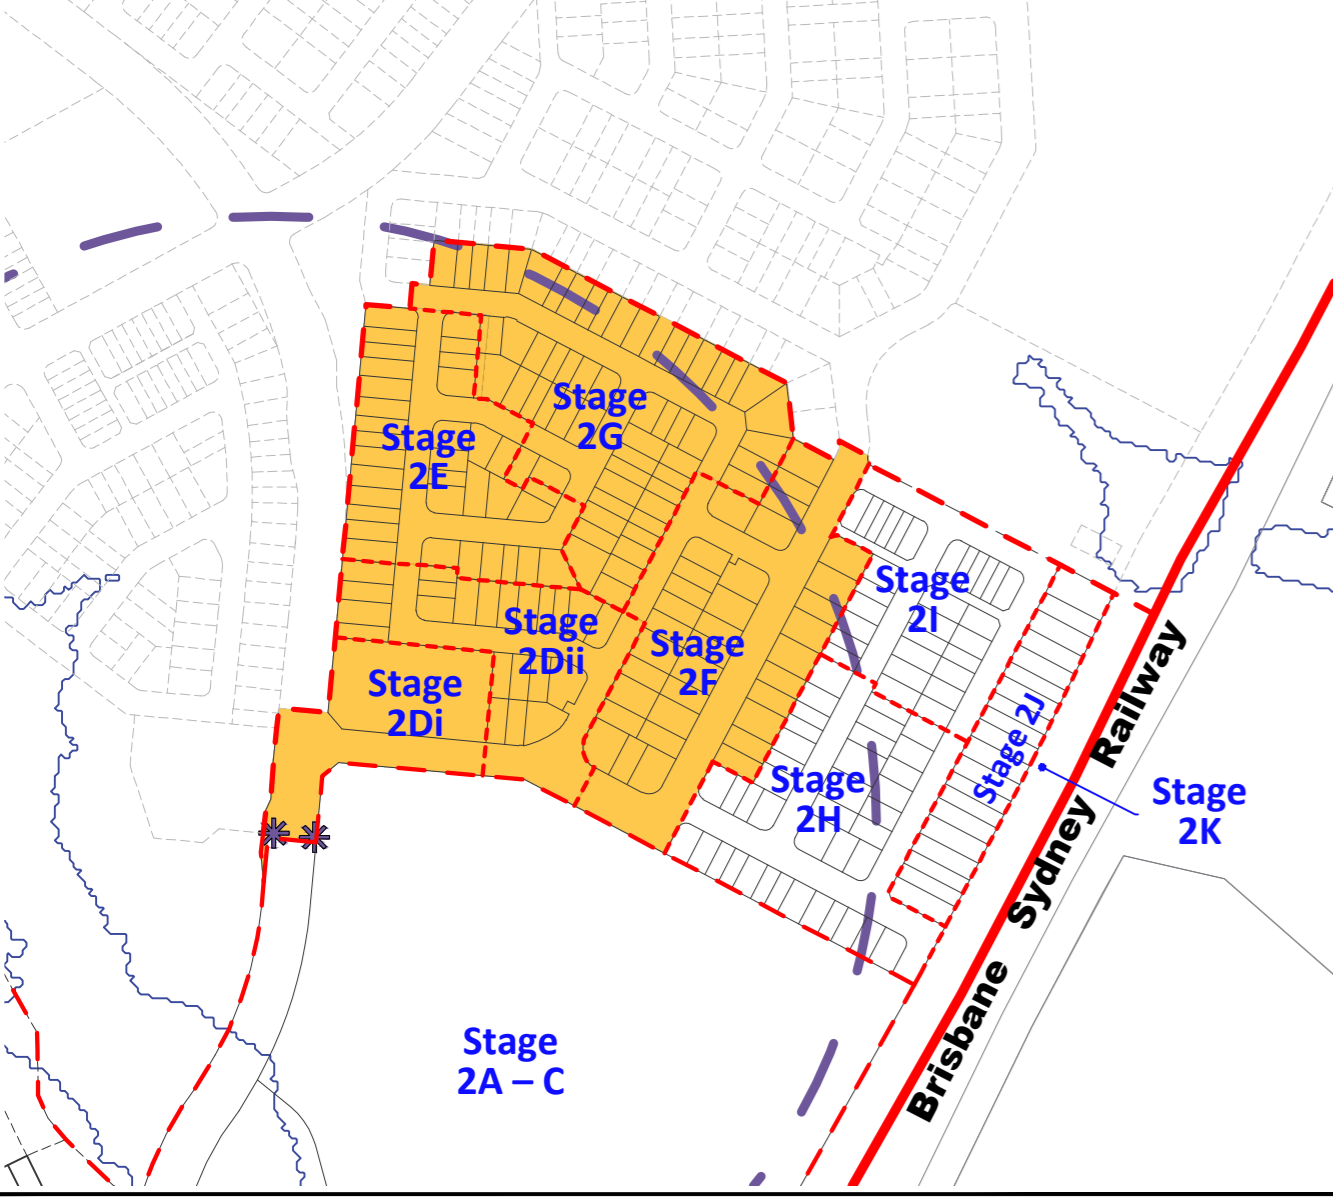 Stage
2G
Stage
2E
Stage
2I
Stage
2Dii
Stage
2F
Stage
2Di
Stage 2J
Stage
2H
Stage
2K
Brisbane Sydney Railway
Stage
2A – C